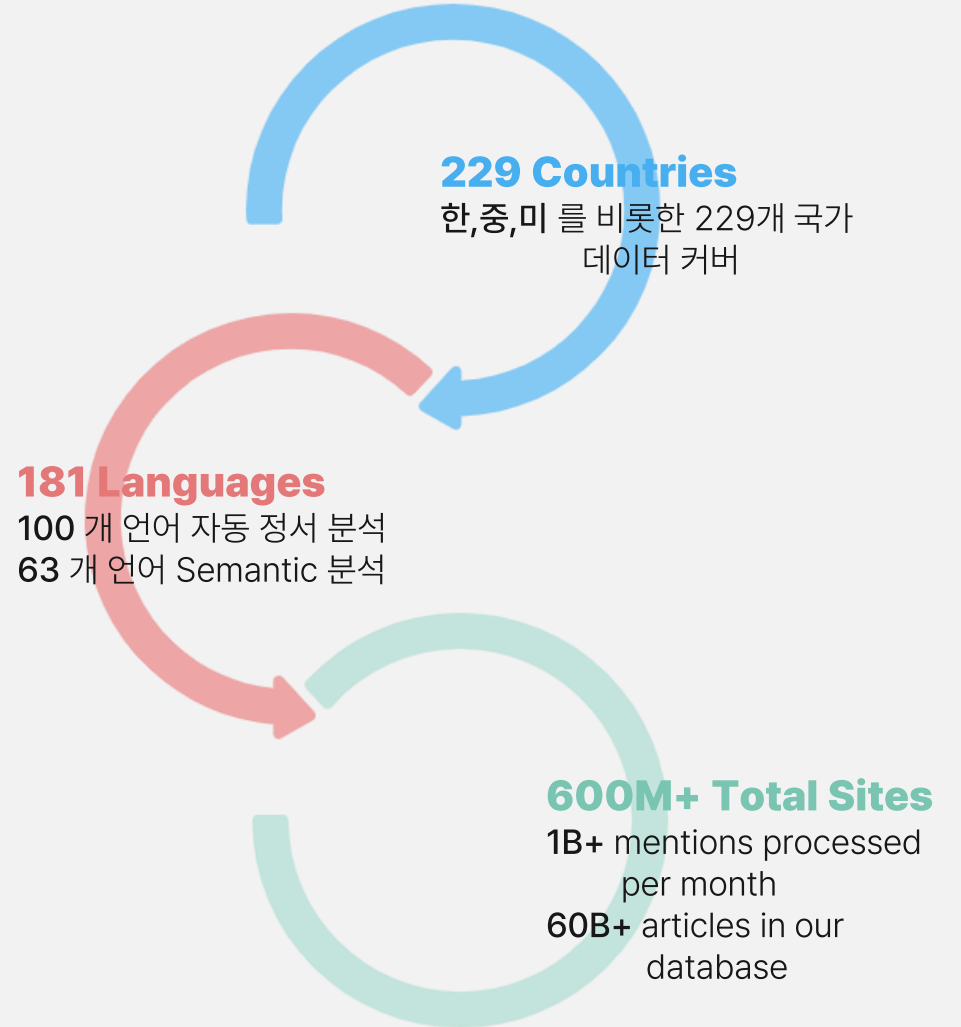 229 Countries
한,중,미 를 비롯한 229개 국가
데이터 커버
181 Languages
100 개 언어 자동 정서 분석
63 개 언어 Semantic 분석
600M+ Total Sites
1B+ mentions processed
per month
60B+ articles in our
database